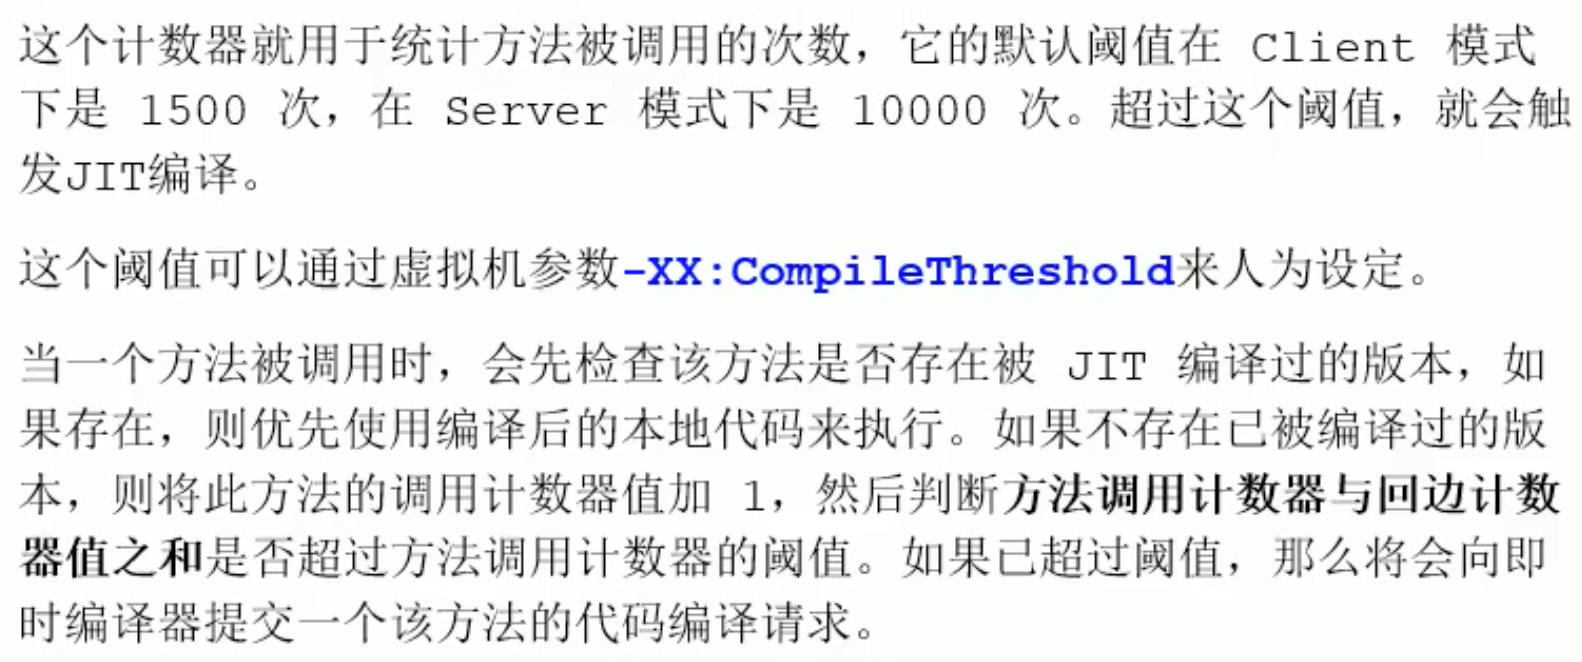 这个计数器就用于统计方法被调用的次数，它的默认阈值在 Client 模式
下是 1500 次，在 Server 模式下是 10000 次。超过这个阈值，就会触
发JIT编译。
这个阈值可以通过虚拟机参数-XX:CompileThreshold来人为设定。
当一个方法被调用时，会先检查该方法是否存在被 JIT 编译过的版本，如
果存在，则优先使用编译后的本地代码来执行。如果不存在已被编译过的版
本，则将此方法的调用计数器值加 1，然后判断方法调用计数器与回边计数
器值之和是否超过方法调用计数器的阈值。如果已超过阈值，那么将会向即
时编译器提交一个该方法的代码编译请求。